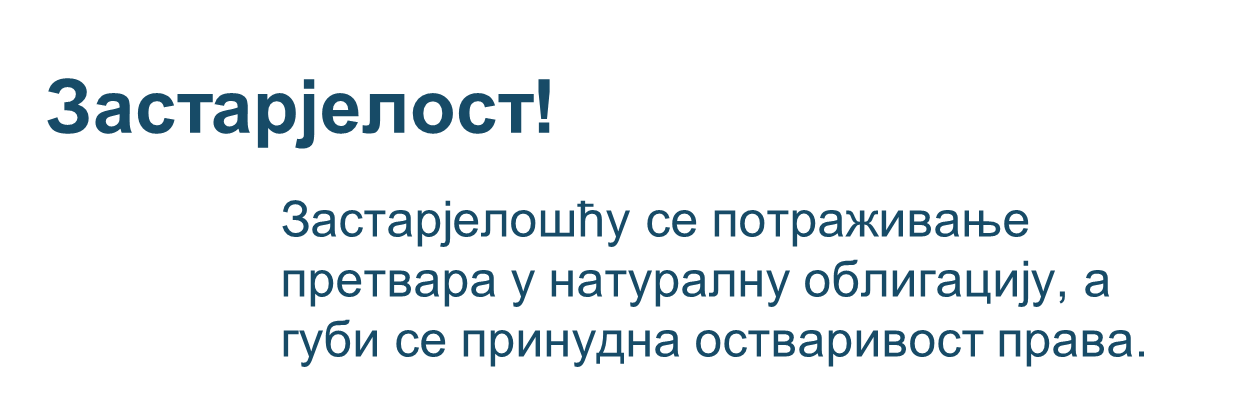 Застарјелост!
Застарјелошћу се потраживање
претвара у натуралну облигацију, а
губи се принудна остваривост права.